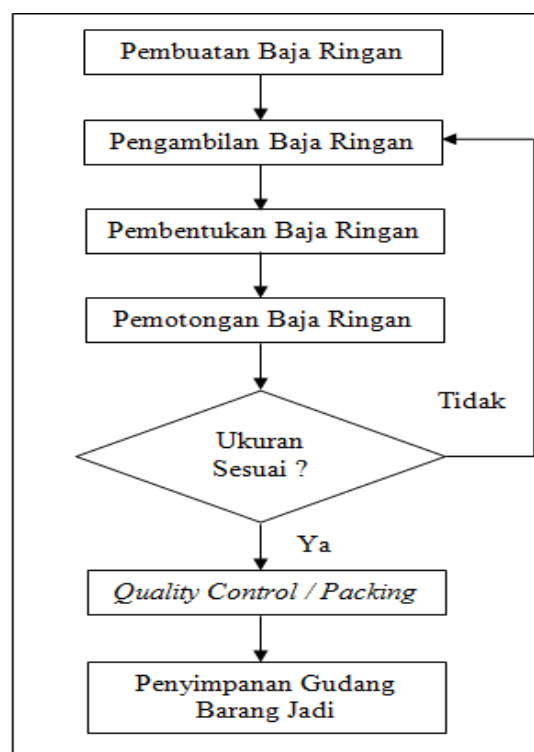 Pembuatan Baja Ringan
Pengambilan Baja Ringan
Pembentukan Baja Ringan
Pemotongan Baja Ringan
Tidak
Ukuran
Sesuai ?
Ya
Quality Control / Packing
Penyimpanan Gudang
Barang Jadi